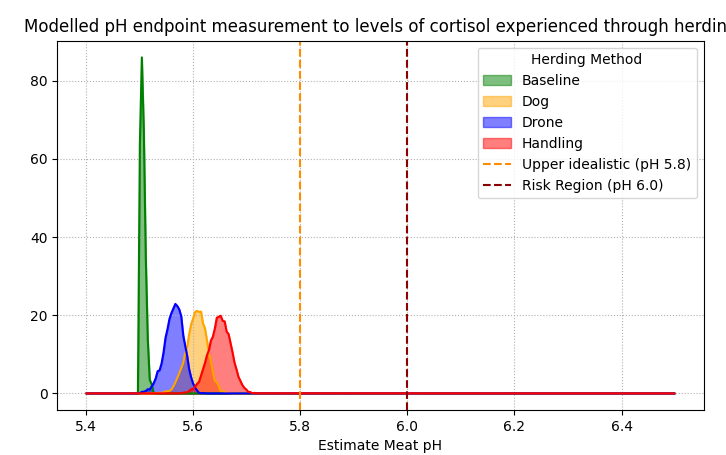 Modelled pH endpoint measurement to levels of cortisol experienced through herdin
Herding Method
Baseline
Dog
Drone
Handling
Upper idealistic (pH 5.8)
Risk Region (pH 6.0)
80
60
40
20
0
5.4 5.6 5.8 6.0 6.2 6.4
Estimate Meat pH